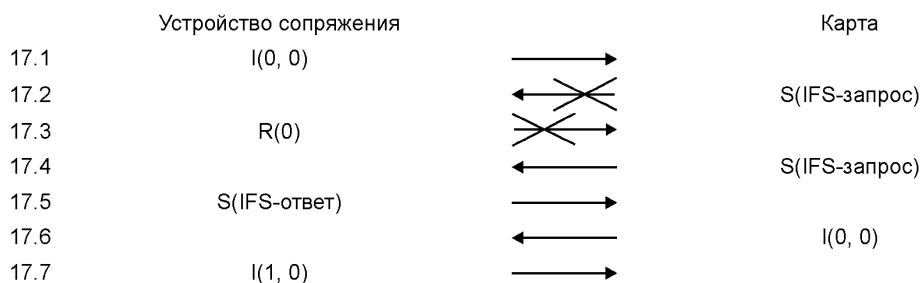 Устройство сопряжения Карта
17.1 I(0, 0)
17.2 S(IFS-запрос)
17.3 R(0)
17.4 S(IFS-запрос)
17.5 S(IFS-ответ)
17.6 I(0, 0)
17.7 I(1, 0)